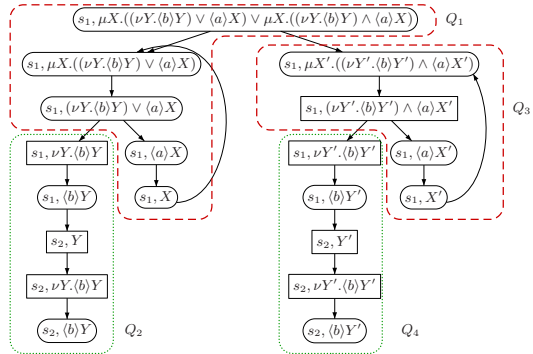 s₁, μX.((νY.⟨b⟩Y) ∨ ⟨a⟩X) ∨ μX.((νY.⟨b⟩Y) ∧ ⟨a⟩X)
Q₁
s₁, μX.((νY.⟨b⟩Y) ∨ ⟨a⟩X)
s₁, μX′.((νY′.⟨b⟩Y′) ∧ ⟨a⟩X′)
s₁, (νY.⟨b⟩Y) ∨ ⟨a⟩X
s₁, (νY′.⟨b⟩Y′) ∧ ⟨a⟩X′
Q₃
s₁, νY.⟨b⟩Y
s₁, ⟨a⟩X
s₁, νY′.⟨b⟩Y′
s₁, ⟨a⟩X′
s₁, ⟨b⟩Y
s₁, X
s₁, ⟨b⟩Y′
s₁, X′
s₂, Y
s₂, Y′
s₂, νY.⟨b⟩Y
s₂, νY′.⟨b⟩Y′
s₂, ⟨b⟩Y
Q₂
s₂, ⟨b⟩Y′
Q₄